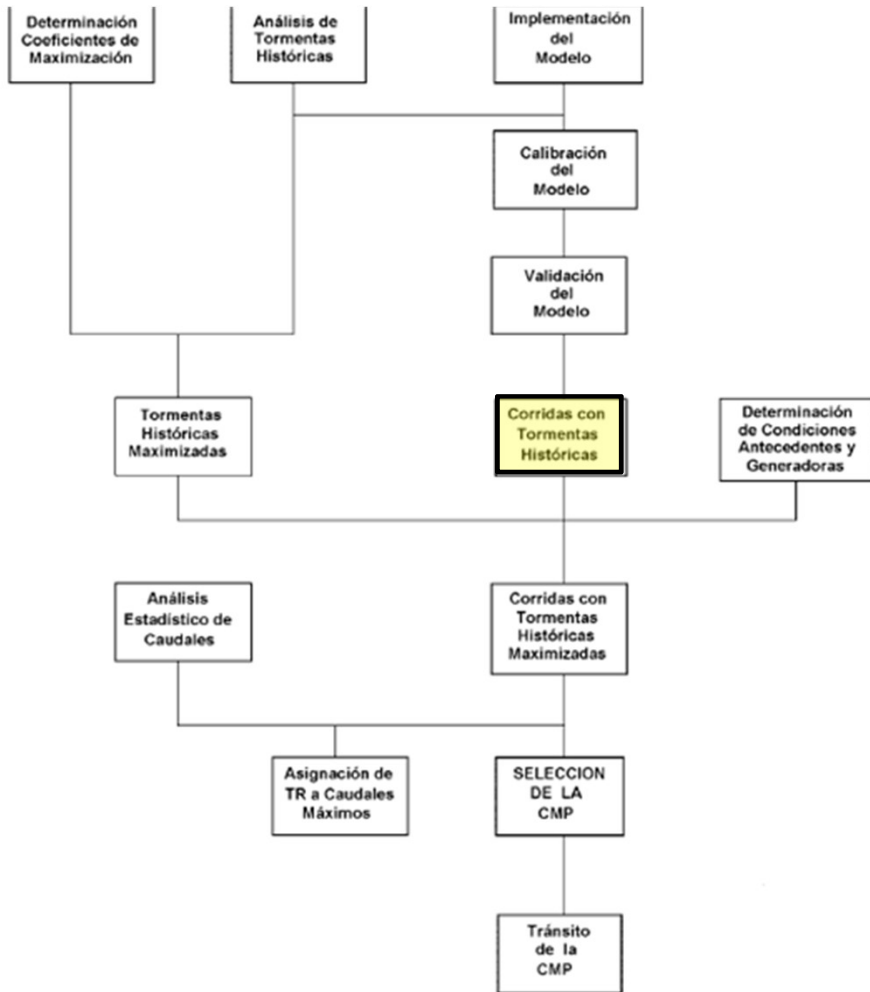 Determinación
Coeficientes de
Maximización
Análisis de
Tormentas
Históricas
Implementación
del
Modelo
Calibración
del
Modelo
Validación
del
Modelo
Tormentas
Históricas
Maximizadas
Corridas con
Tormentas
Históricas
Determinación
de Condiciones
Antecedentes y
Generadoras
Análisis
Estadístico de
Caudales
Corridas con
Tormentas
Históricas
Maximizadas
Asignación de
TR a Caudales
Máximos
SELECCION
DE LA
CMP
Tránsito
de la
CMP